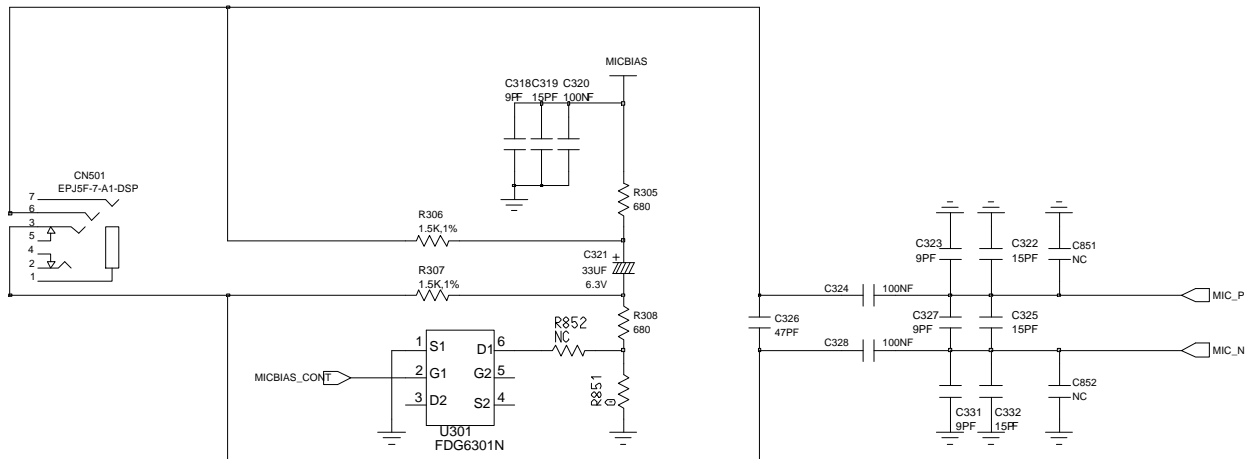 MICBIAS
C318 C319 C320
9PF 15PF 100NF
CN501
EPJ5F-7-A1-DSP
7
6
3
5
4
2
1
R305
680
R306
1.5K,1%
C321 +
33UF
6.3V
R307
1.5K,1%
R308
680
R852
NC
R851
0
MICBIAS_CONT
1 S1 D1 6
2 G1 G2 5
3 D2 S2 4
U301
FDG6301N
C326
47PF
C324 100NF
C328 100NF
C323
9PF
C322
15PF
C851
NC
C327
9PF
C325
15PF
MIC_P
MIC_N
C331
9PF
C332
15PF
C852
NC